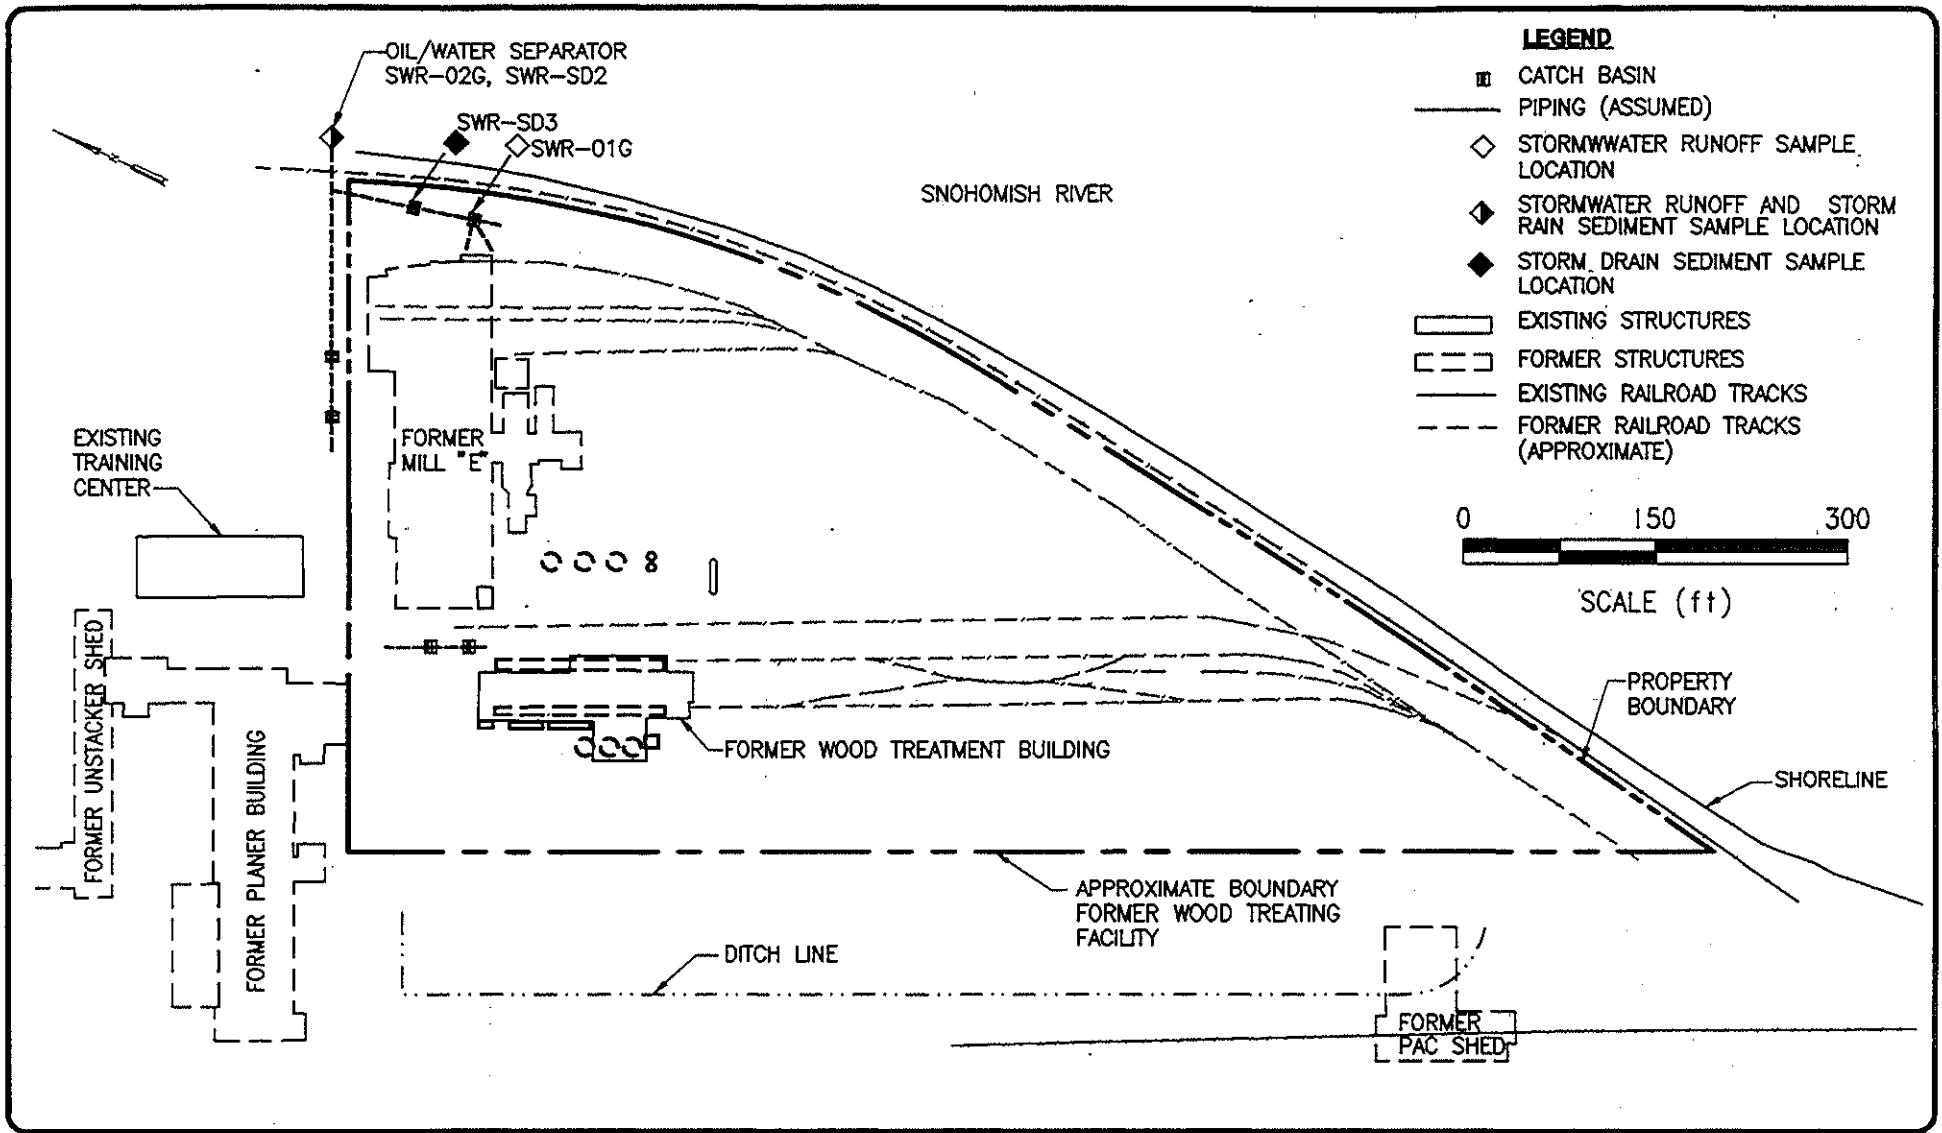 OIL/WATER SEPARATOR
SWR-02G, SWR-SD2
SWR-SD3
SWR-01G
N
SNOHOMISH RIVER
LEGEND
CATCH BASIN
PIPING (ASSUMED)
STORMWWATER RUNOFF SAMPLE
LOCATION
STORMWATER RUNOFF AND STORM
RAIN SEDIMENT SAMPLE LOCATION
STORM DRAIN SEDIMENT SAMPLE
LOCATION
EXISTING STRUCTURES
FORMER STRUCTURES
EXISTING RAILROAD TRACKS
FORMER RAILROAD TRACKS
(APPROXIMATE)
0 150 300
SCALE (ft)
EXISTING
TRAINING
CENTER
FORMER
MILL "E"
FORMER UNSTACKER SHED
FORMER PLANER BUILDING
FORMER WOOD TREATMENT BUILDING
PROPERTY
BOUNDARY
SHORELINE
APPROXIMATE BOUNDARY
FORMER WOOD TREATING
FACILITY
DITCH LINE
FORMER
PAC SHED